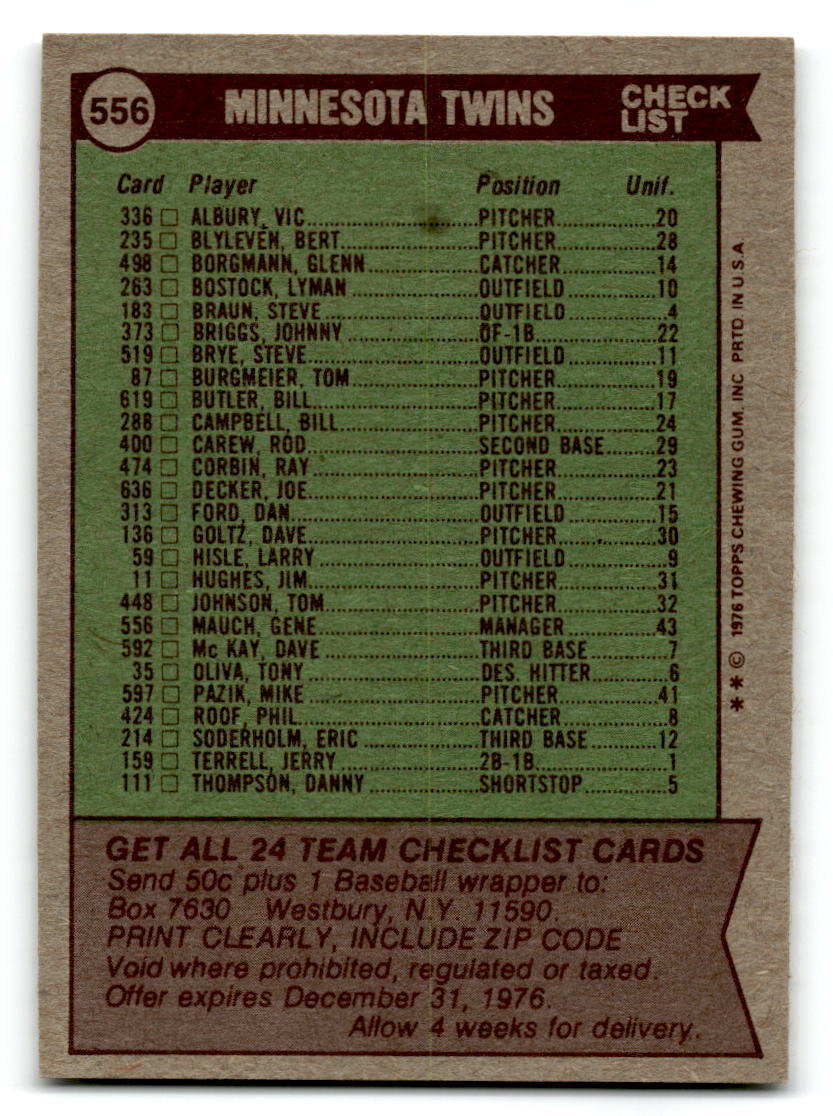 556 MINNESOTA TWINS CHECK LIST
Card Player Position Unif.
336 □ ALBURY, VIC PITCHER 20
235 □ BLYLEVEN, BERT PITCHER 28
498 □ BORGMANN, GLENN CATCHER 14
263 □ BOSTOCK, LYMAN OUTFIELD 10
183 □ BRAUN, STEVE OUTFIELD 4
373 □ BRIGGS, JOHNNY OF-1B 22
519 □ BRYE, STEVE OUTFIELD 11
87 □ BURGMEIER, TOM PITCHER 19
619 □ BUTLER, BILL PITCHER 17
288 □ CAMPBELL, BILL PITCHER 24
400 □ CAREW, ROD SECOND BASE 29
474 □ CORBIN, RAY PITCHER 23
636 □ DECKER, JOE PITCHER 21
313 □ FORD, DAN OUTFIELD 15
136 □ GOLTZ, DAVE PITCHER 30
59 □ HISLE, LARRY OUTFIELD 9
11 □ HUGHES, JIM PITCHER 31
448 □ JOHNSON, TOM PITCHER 32
556 □ MAUCH, GENE MANAGER 43
592 □ Mc KAY, DAVE THIRD BASE 7
35 □ OLIVA, TONY DES. HITTER 6
597 □ PAZIK, MIKE PITCHER 41
424 □ ROOF, PHIL CATCHER 8
214 □ SODERHOLM, ERIC THIRD BASE 12
159 □ TERRELL, JERRY 2B-1B 1
111 □ THOMPSON, DANNY SHORTSTOP 5
**© 1976 TOPPS CHEWING GUM, INC PRTD IN U.S.A
GET ALL 24 TEAM CHECKLIST CARDS
Send 50c plus 1 Baseball wrapper to:
Box 7630 Westbury, N.Y. 11590.
PRINT CLEARLY, INCLUDE ZIP CODE
Void where prohibited, regulated or taxed.
Offer expires December 31, 1976.
Allow 4 weeks for delivery.